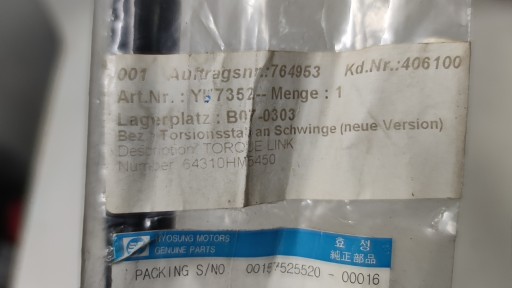 001 Auftragsnr.:764953 Kd.Nr.:406100
Art.Nr. : Y57352-- Menge : 1
Lagerplatz : B07-0303
Bez.: Torsionsstab an Schwinge (neue Version)
Description: TORQUE LINK
Number: 64310HM5450
HYOSUNG MOTORS 효성
GENUINE PARTS 純正部品
PACKING S/NO 00157525520 - 00016